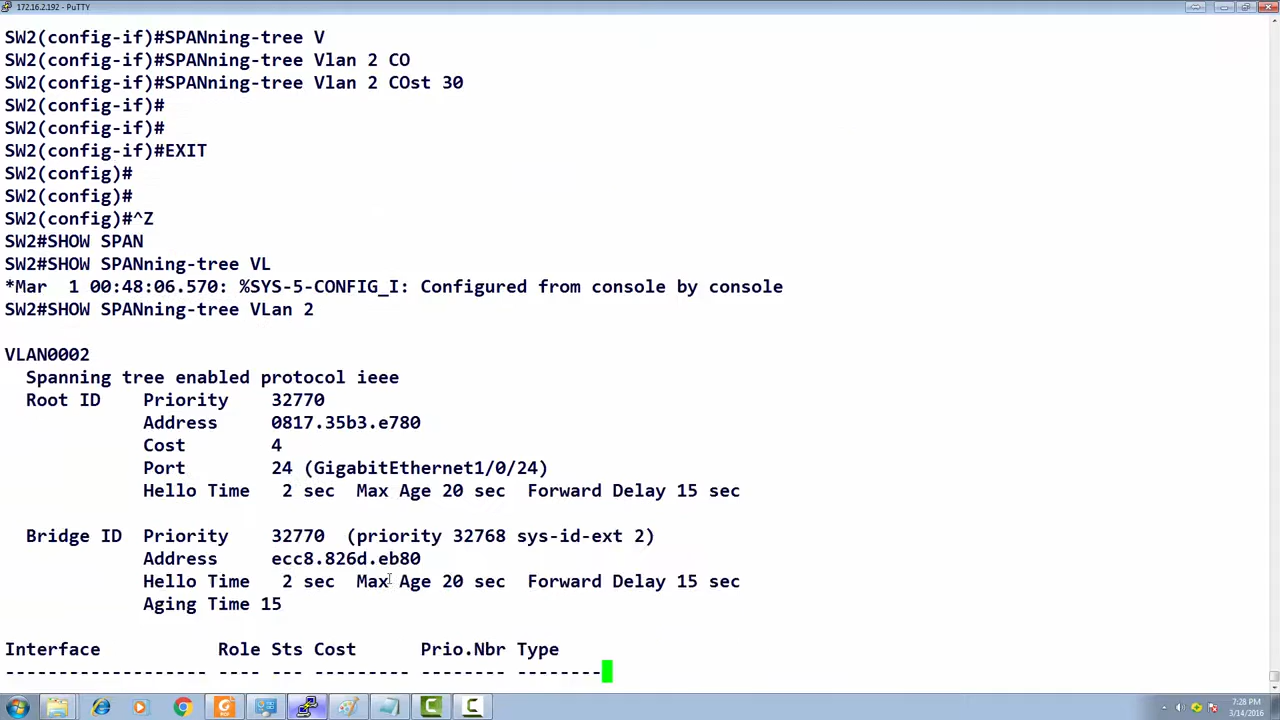 172.16.2.192 - PuTTY
SW2(config-if)#SPANning-tree V
SW2(config-if)#SPANning-tree Vlan 2 CO
SW2(config-if)#SPANning-tree Vlan 2 COst 30
SW2(config-if)#
SW2(config-if)#
SW2(config-if)#EXIT
SW2(config)#
SW2(config)#
SW2(config)#^Z
SW2#SHOW SPAN
SW2#SHOW SPANning-tree VL
*Mar  1 00:48:06.570: %SYS-5-CONFIG_I: Configured from console by console
SW2#SHOW SPANning-tree VLan 2
VLAN0002
  Spanning tree enabled protocol ieee
  Root ID    Priority    32770
             Address     0817.35b3.e780
             Cost        4
             Port        24 (GigabitEthernet1/0/24)
             Hello Time   2 sec  Max Age 20 sec  Forward Delay 15 sec
  Bridge ID  Priority    32770  (priority 32768 sys-id-ext 2)
             Address     ecc8.826d.eb80
             Hello Time   2 sec  Max Age 20 sec  Forward Delay 15 sec
             Aging Time 15
Interface           Role Sts Cost      Prio.Nbr Type
------------------- ---- --- --------- -------- --------
7:28 PM
3/14/2016